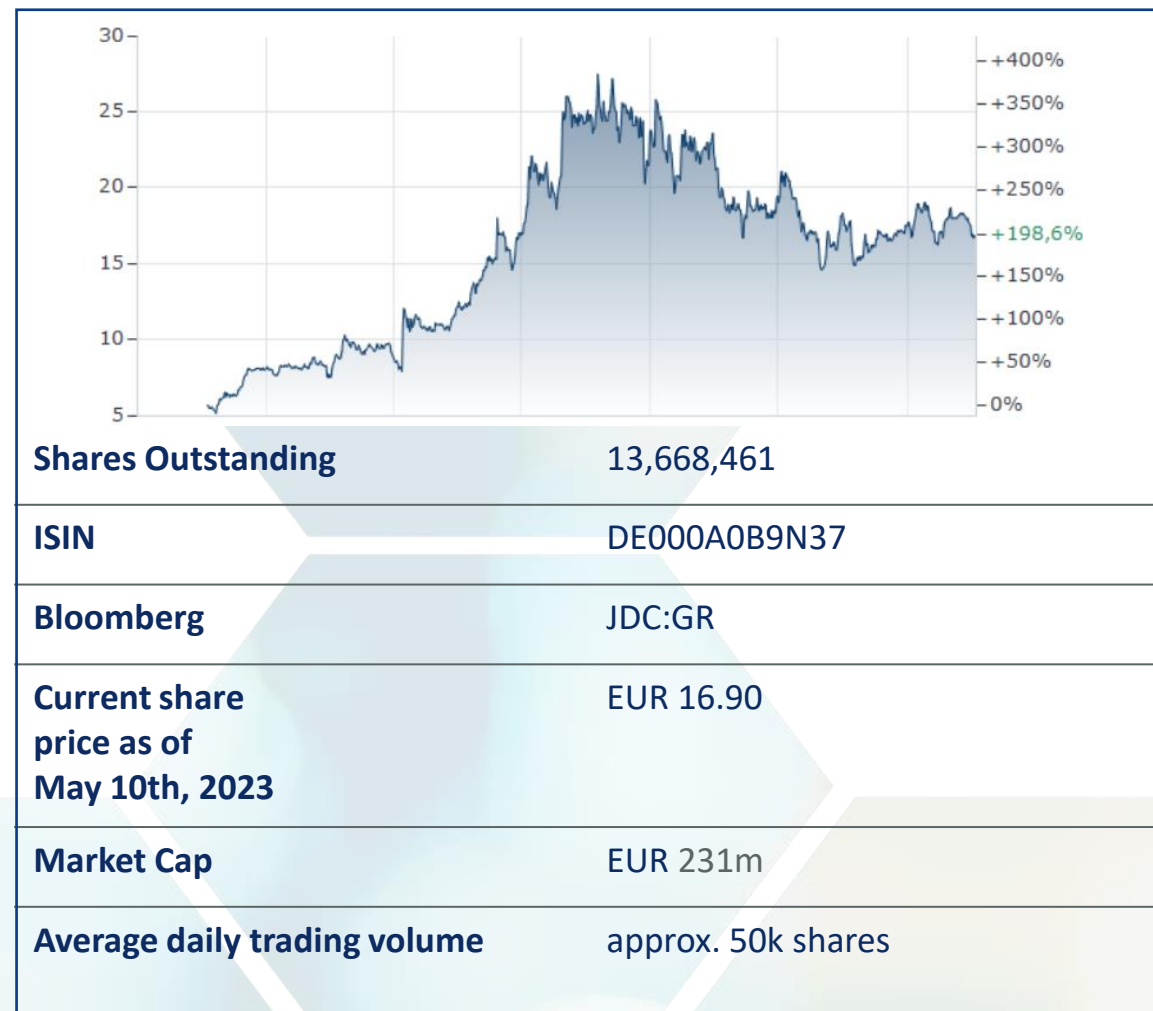 30
25
20
15
10
5
+400%
+350%
+300%
+250%
+198,6%
+150%
+100%
+50%
0%
Shares Outstanding 13,668,461
ISIN DE000A0B9N37
Bloomberg JDC:GR
Current share EUR 16.90
price as of
May 10th, 2023
Market Cap EUR 231m
Average daily trading volume approx. 50k shares